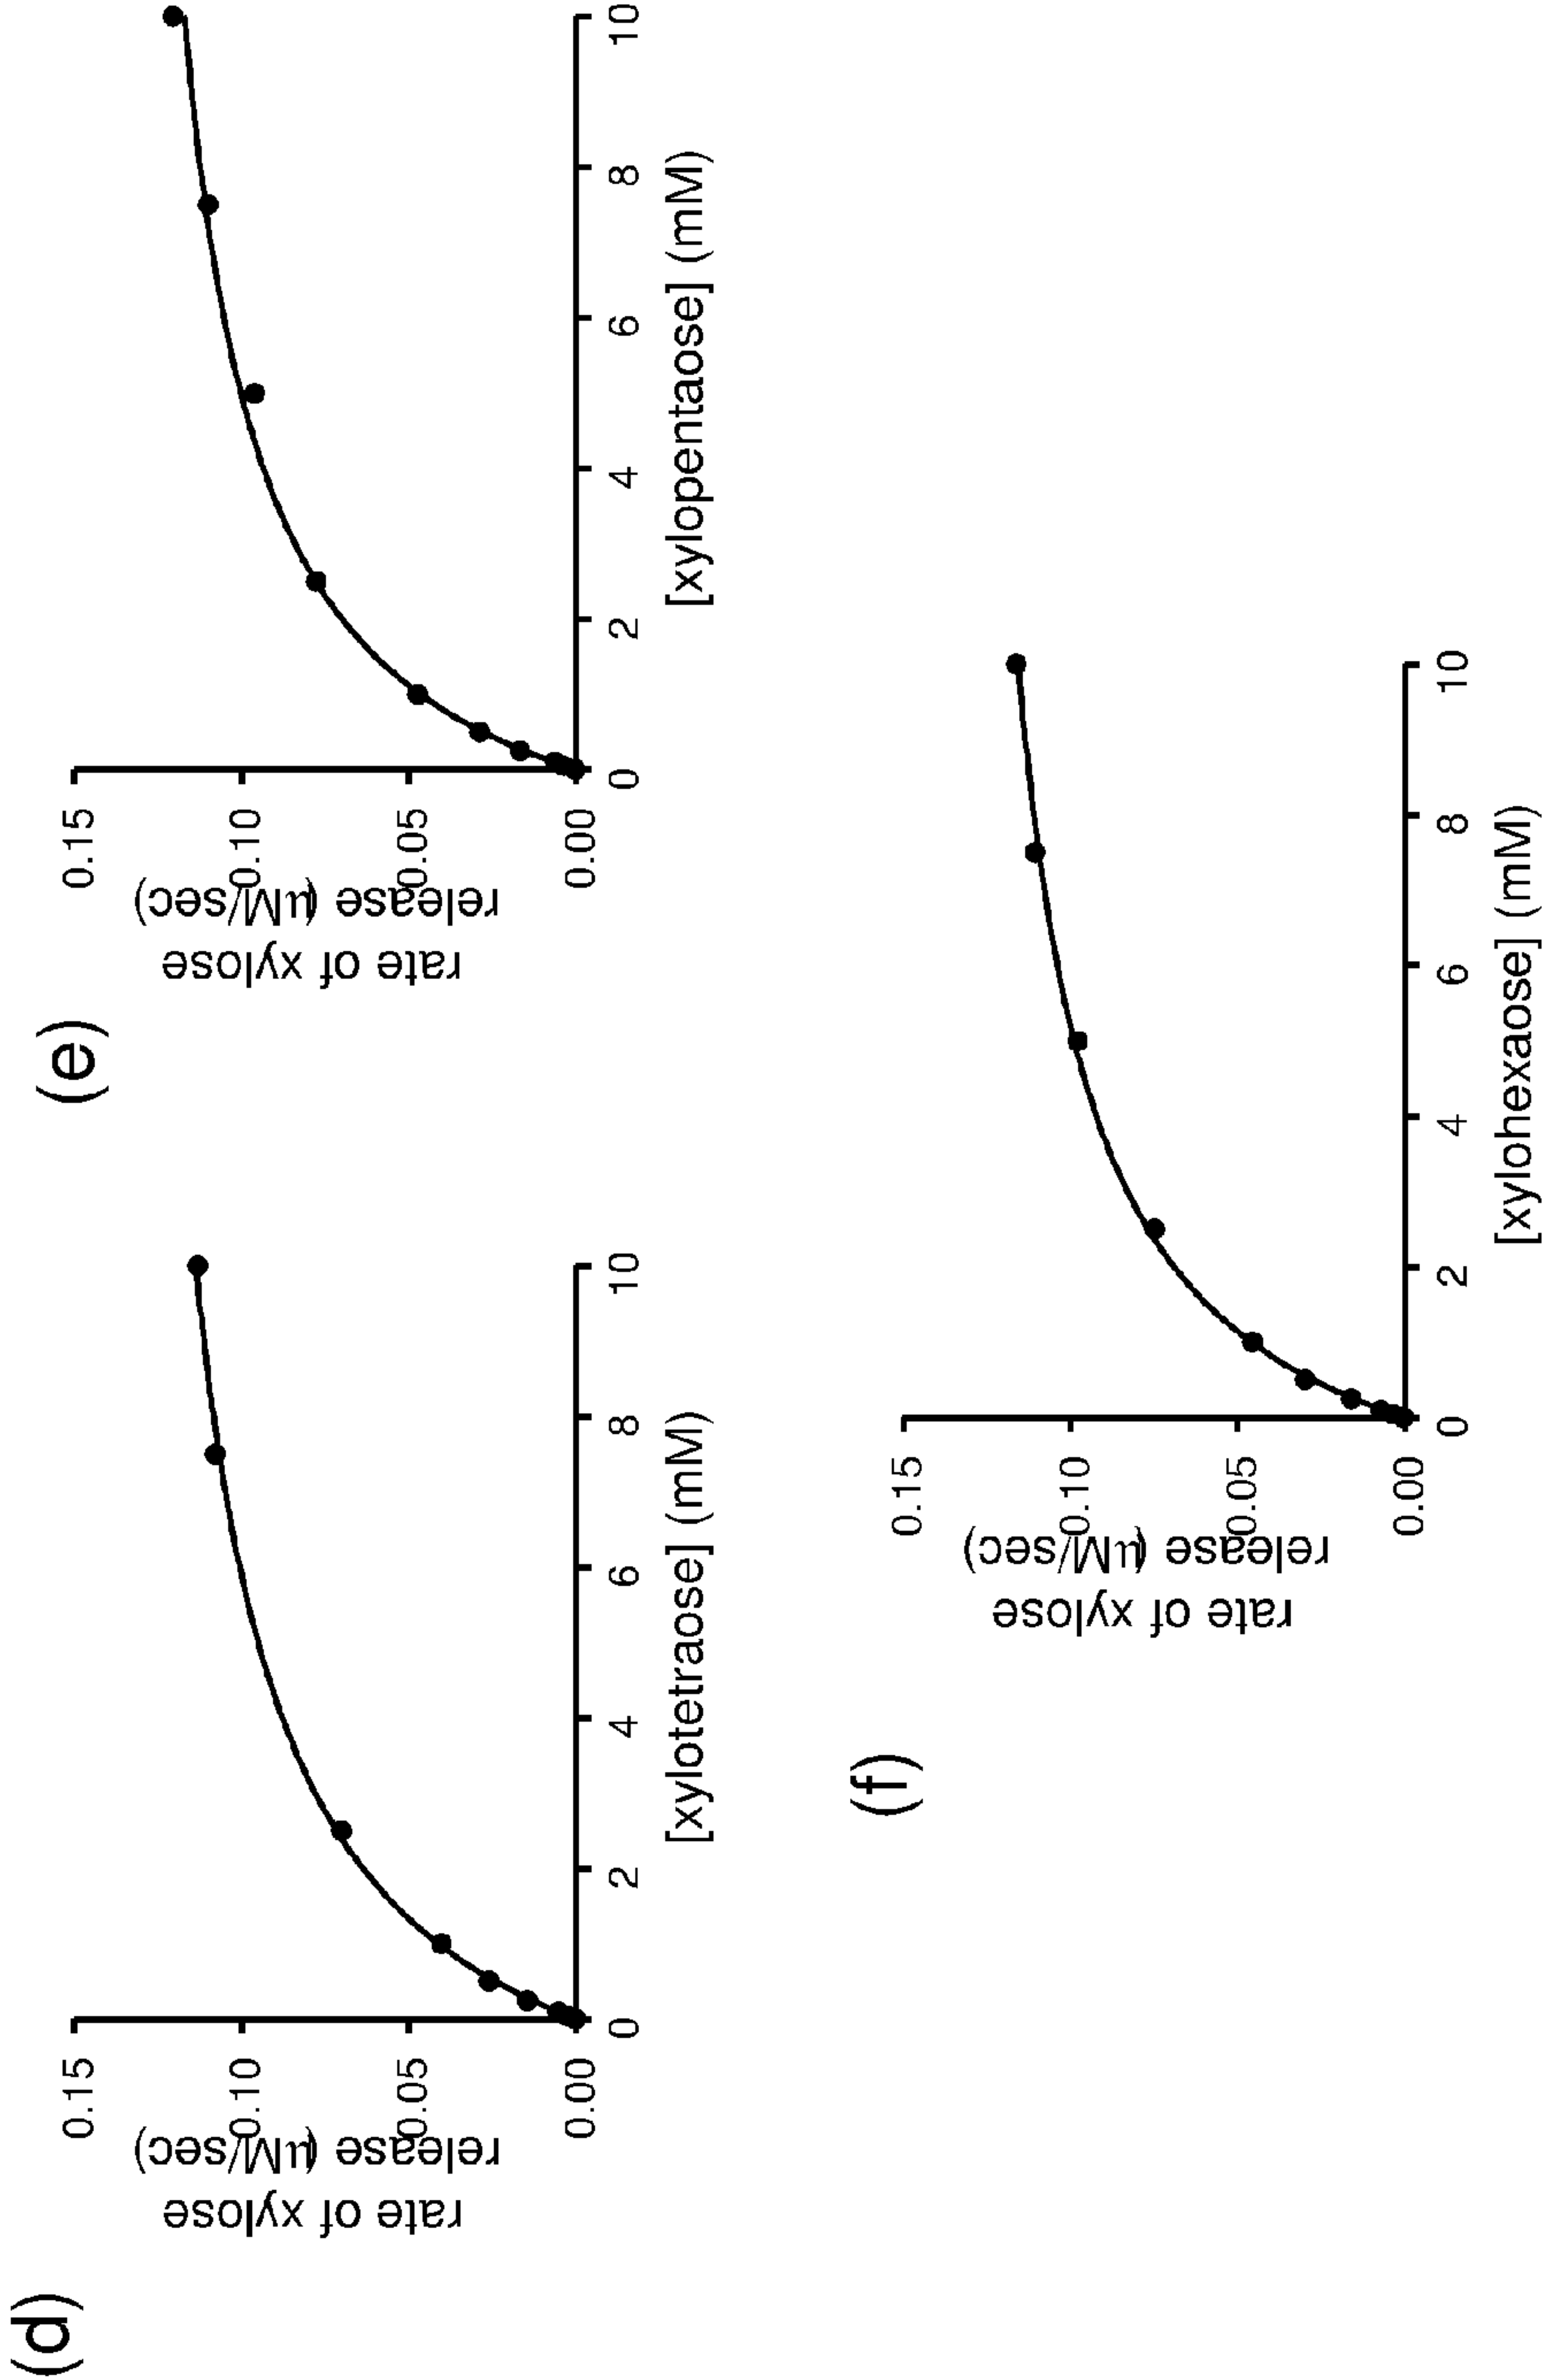 (d)
0.15
0.10
0.05
0.00
rate of xylose
release (µM/sec)
0 2 4 6 8 10
[xylotetraose] (mM)
(e)
0.15
0.10
0.05
0.00
rate of xylose
release (µM/sec)
0 2 4 6 8 10
[xylopentaose] (mM)
(f)
0.15
0.10
0.05
0.00
rate of xylose
release (µM/sec)
0 2 4 6 8 10
[xylohexaose] (mM)